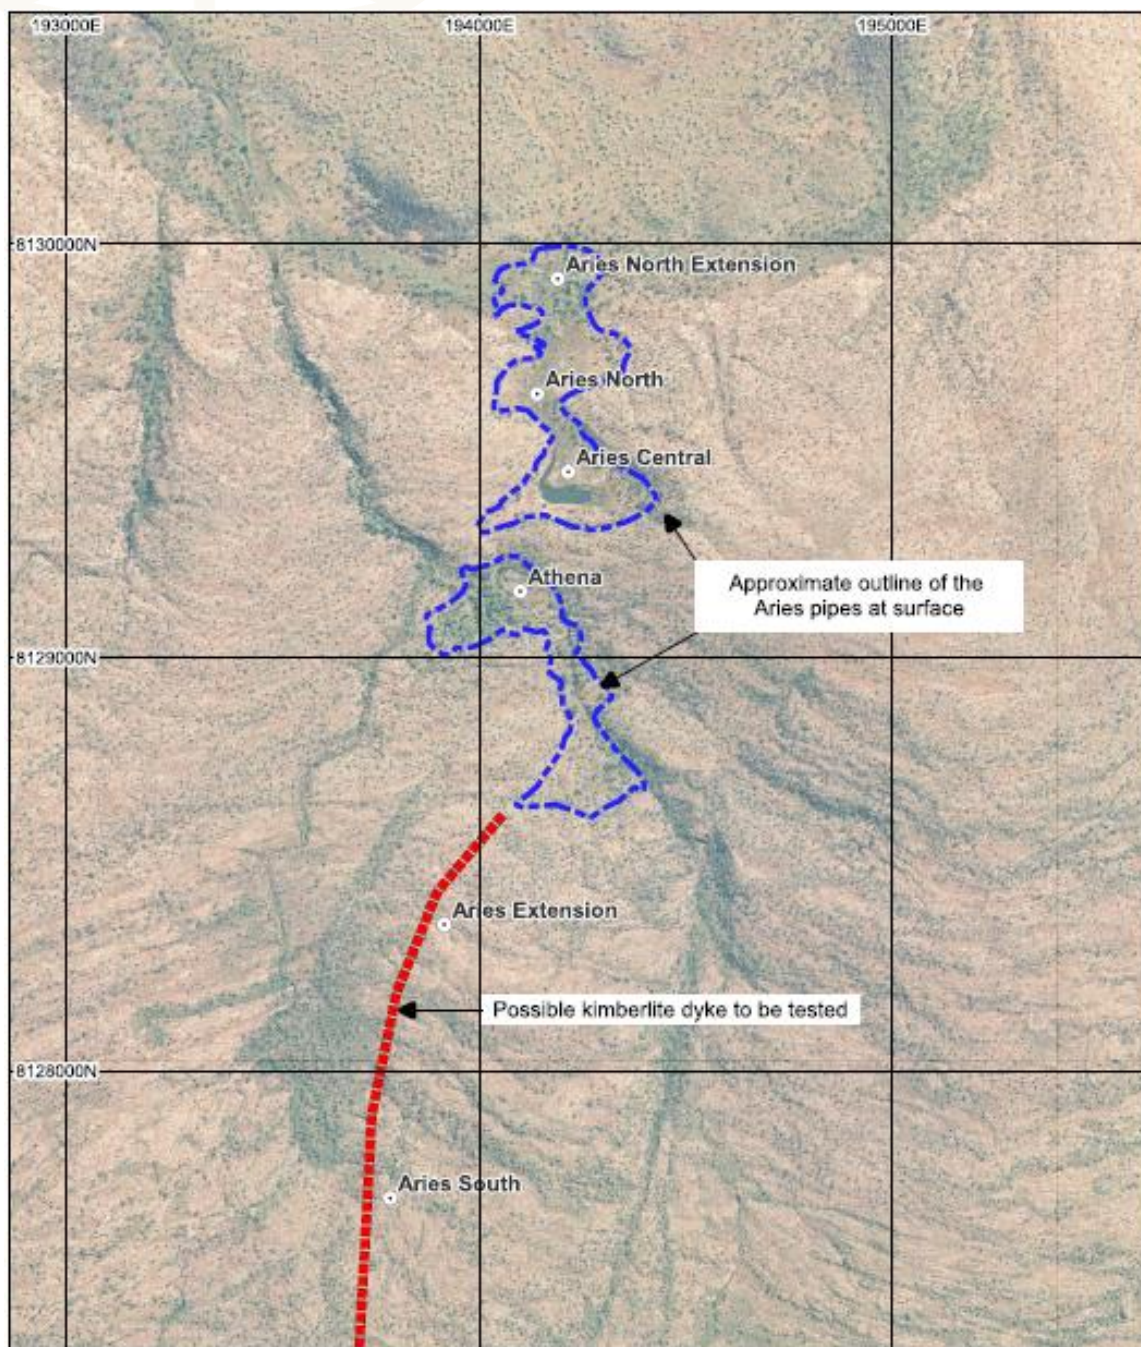 193000E
194000E
195000E
8130000N
Aries North Extension
Aries North
Aries Central
Athena
Approximate outline of the
Aries pipes at surface
8129000N
Aries Extension
Possible kimberlite dyke to be tested
8128000N
Aries South